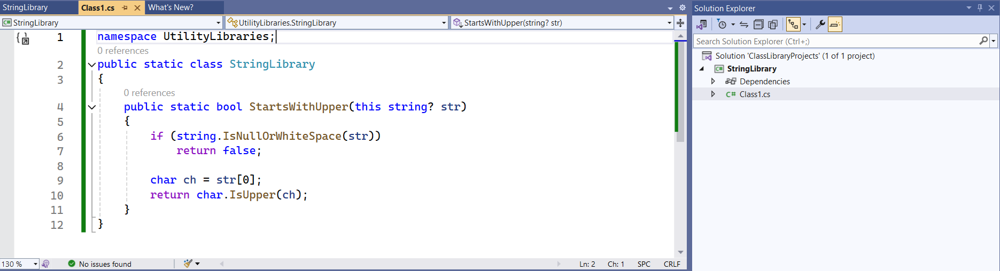 StringLibrary Class1.cs What's New?
StringLibrary UtilityLibraries.StringLibrary StartsWithUpper(string? str)
1 namespace UtilityLibraries;
0 references
2 public static class StringLibrary
3 {
0 references
4 public static bool StartsWithUpper(this string? str)
5 {
6 if (string.IsNullOrWhiteSpace(str))
7 return false;
8
9 char ch = str[0];
10 return char.IsUpper(ch);
11 }
12 }
130 % No issues found Ln: 2 Ch: 1 SPC CRLF
Solution Explorer
Search Solution Explorer (Ctrl+;)
Solution 'ClassLibraryProjects' (1 of 1 project)
C# StringLibrary
Dependencies
C# Class1.cs